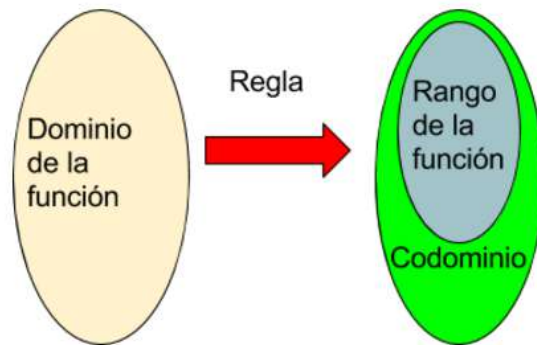 Dominio
de la
función
Regla
Rango
de la
función
Codominio